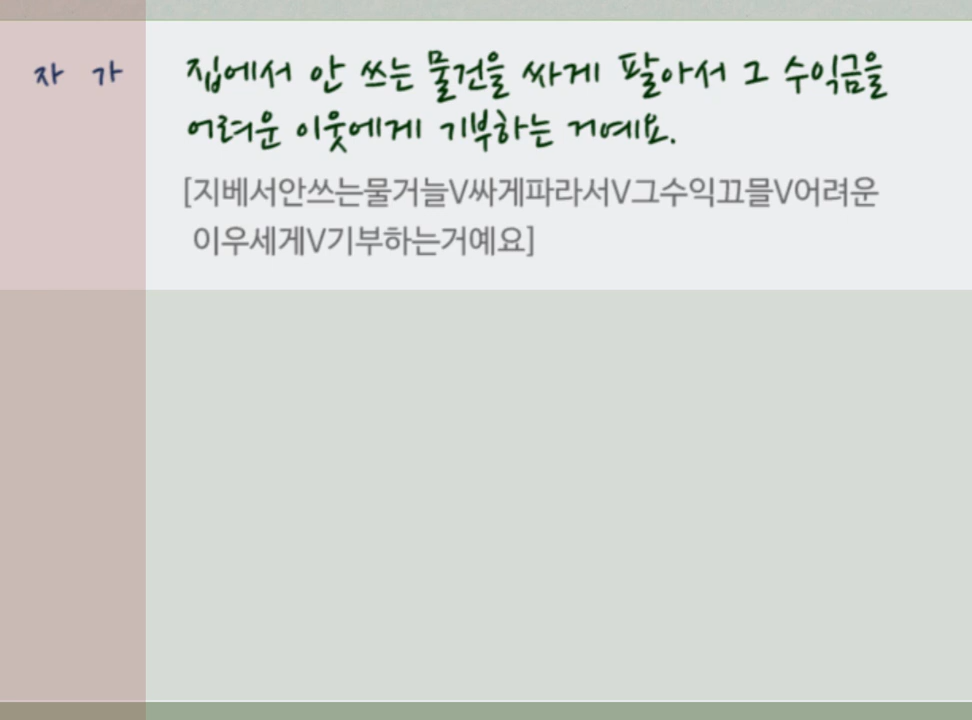 자 가
집에서 안 쓰는 물건을 싸게 팔아서 그 수익금을
어려운 이웃에게 기부하는 거예요.
[지베서안쓰는물거늘V싸게파라서V그수익끄믈V어려운
이우세게V기부하는거예요]